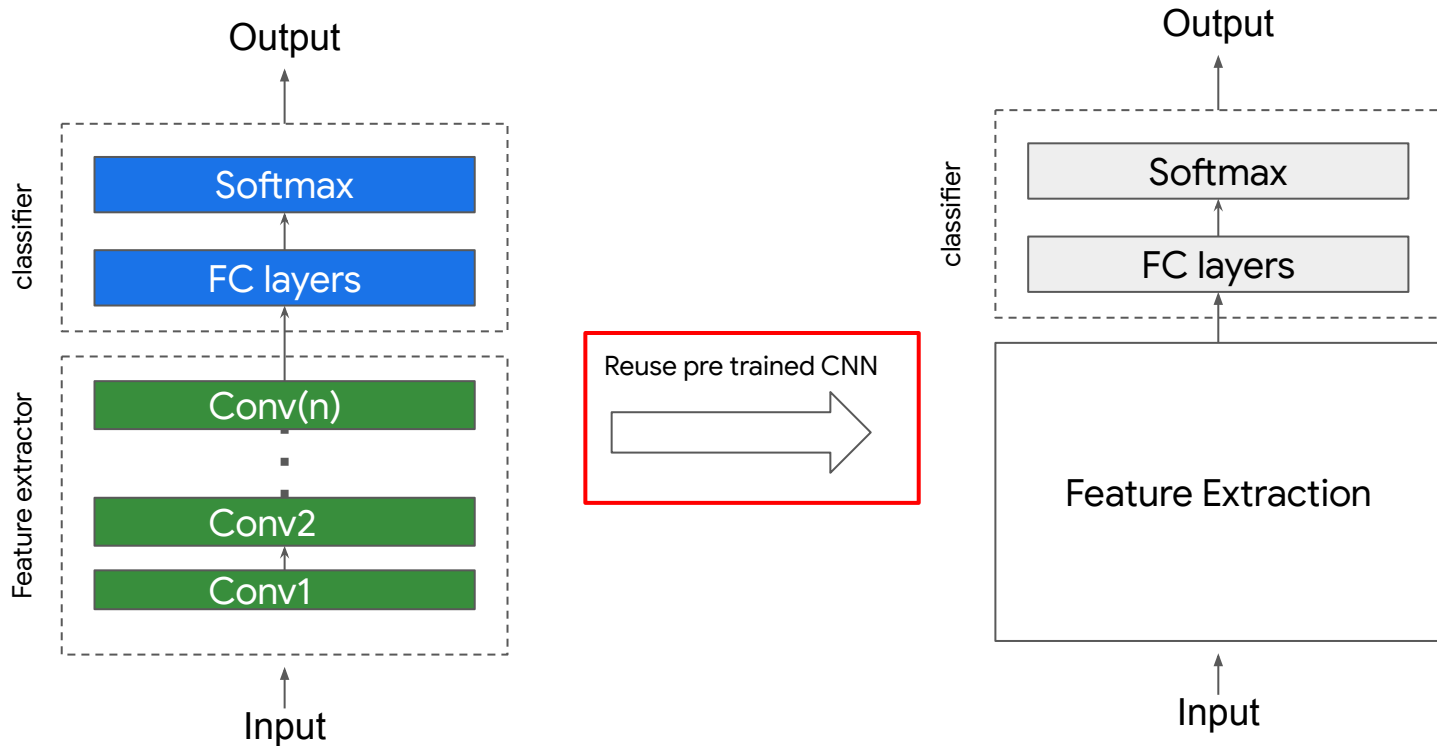 Output
classifier
Softmax
FC layers
Feature extractor
Conv(n)
Conv2
Conv1
Input
Reuse pre trained CNN
Output
classifier
Softmax
FC layers
Feature Extraction
Input